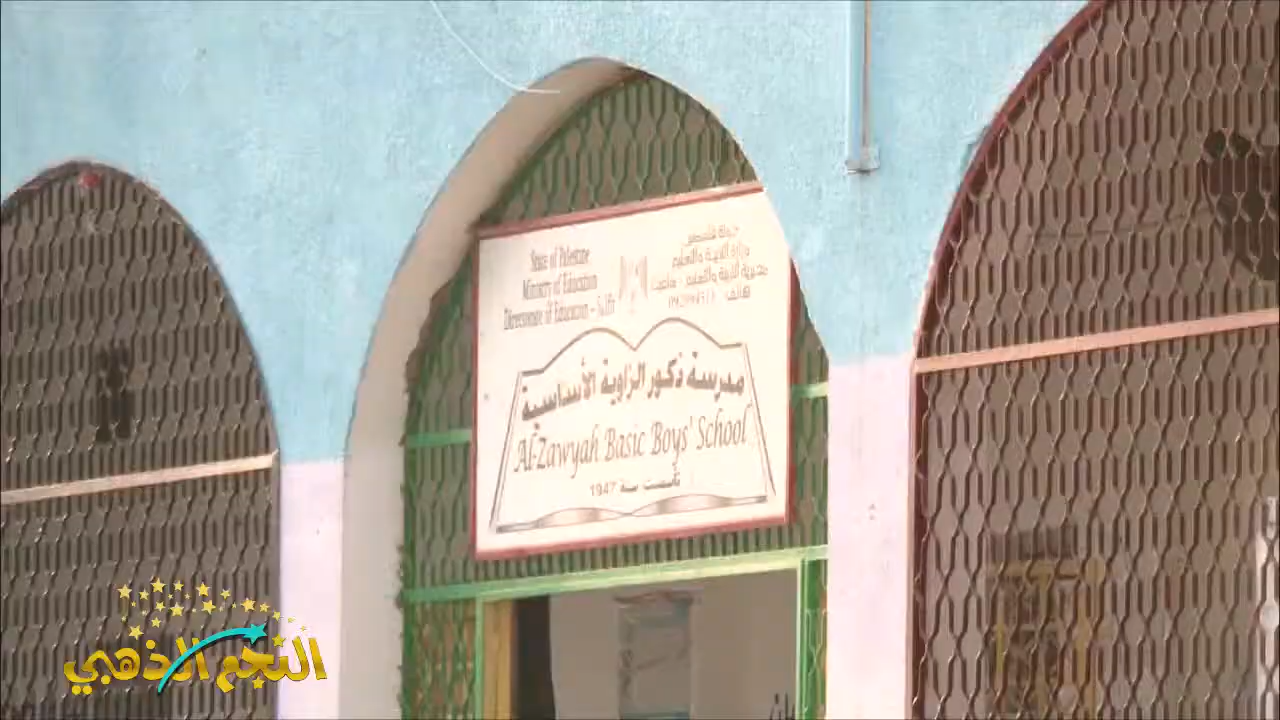 State of Palestine
Ministry of Education
Directorate of Education – Salfit
دولة فلسطين
وزارة التربية والتعليم
مديرية التربية والتعليم - سلفيت
هاتف
مدرسة ذكور الزاوية الأساسية
Al-Zawyah Basic Boys' School
تأسست سنة 1947
النجم الذهبي